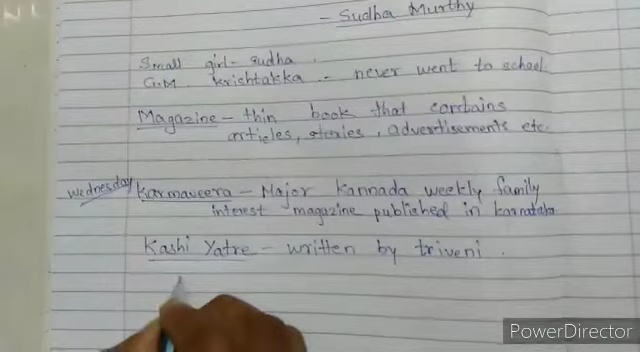 - Sudha Murthy
Small girl - sudha.
G.M. krishtakka - never went to school.
Magazine - thin book that contains
articles, stories, advertisements etc.
wednesday Karmaveera - Major Kannada weekly family
interest magazine published in karnataka
Kashi Yatre - written by triveni.
PowerDirector